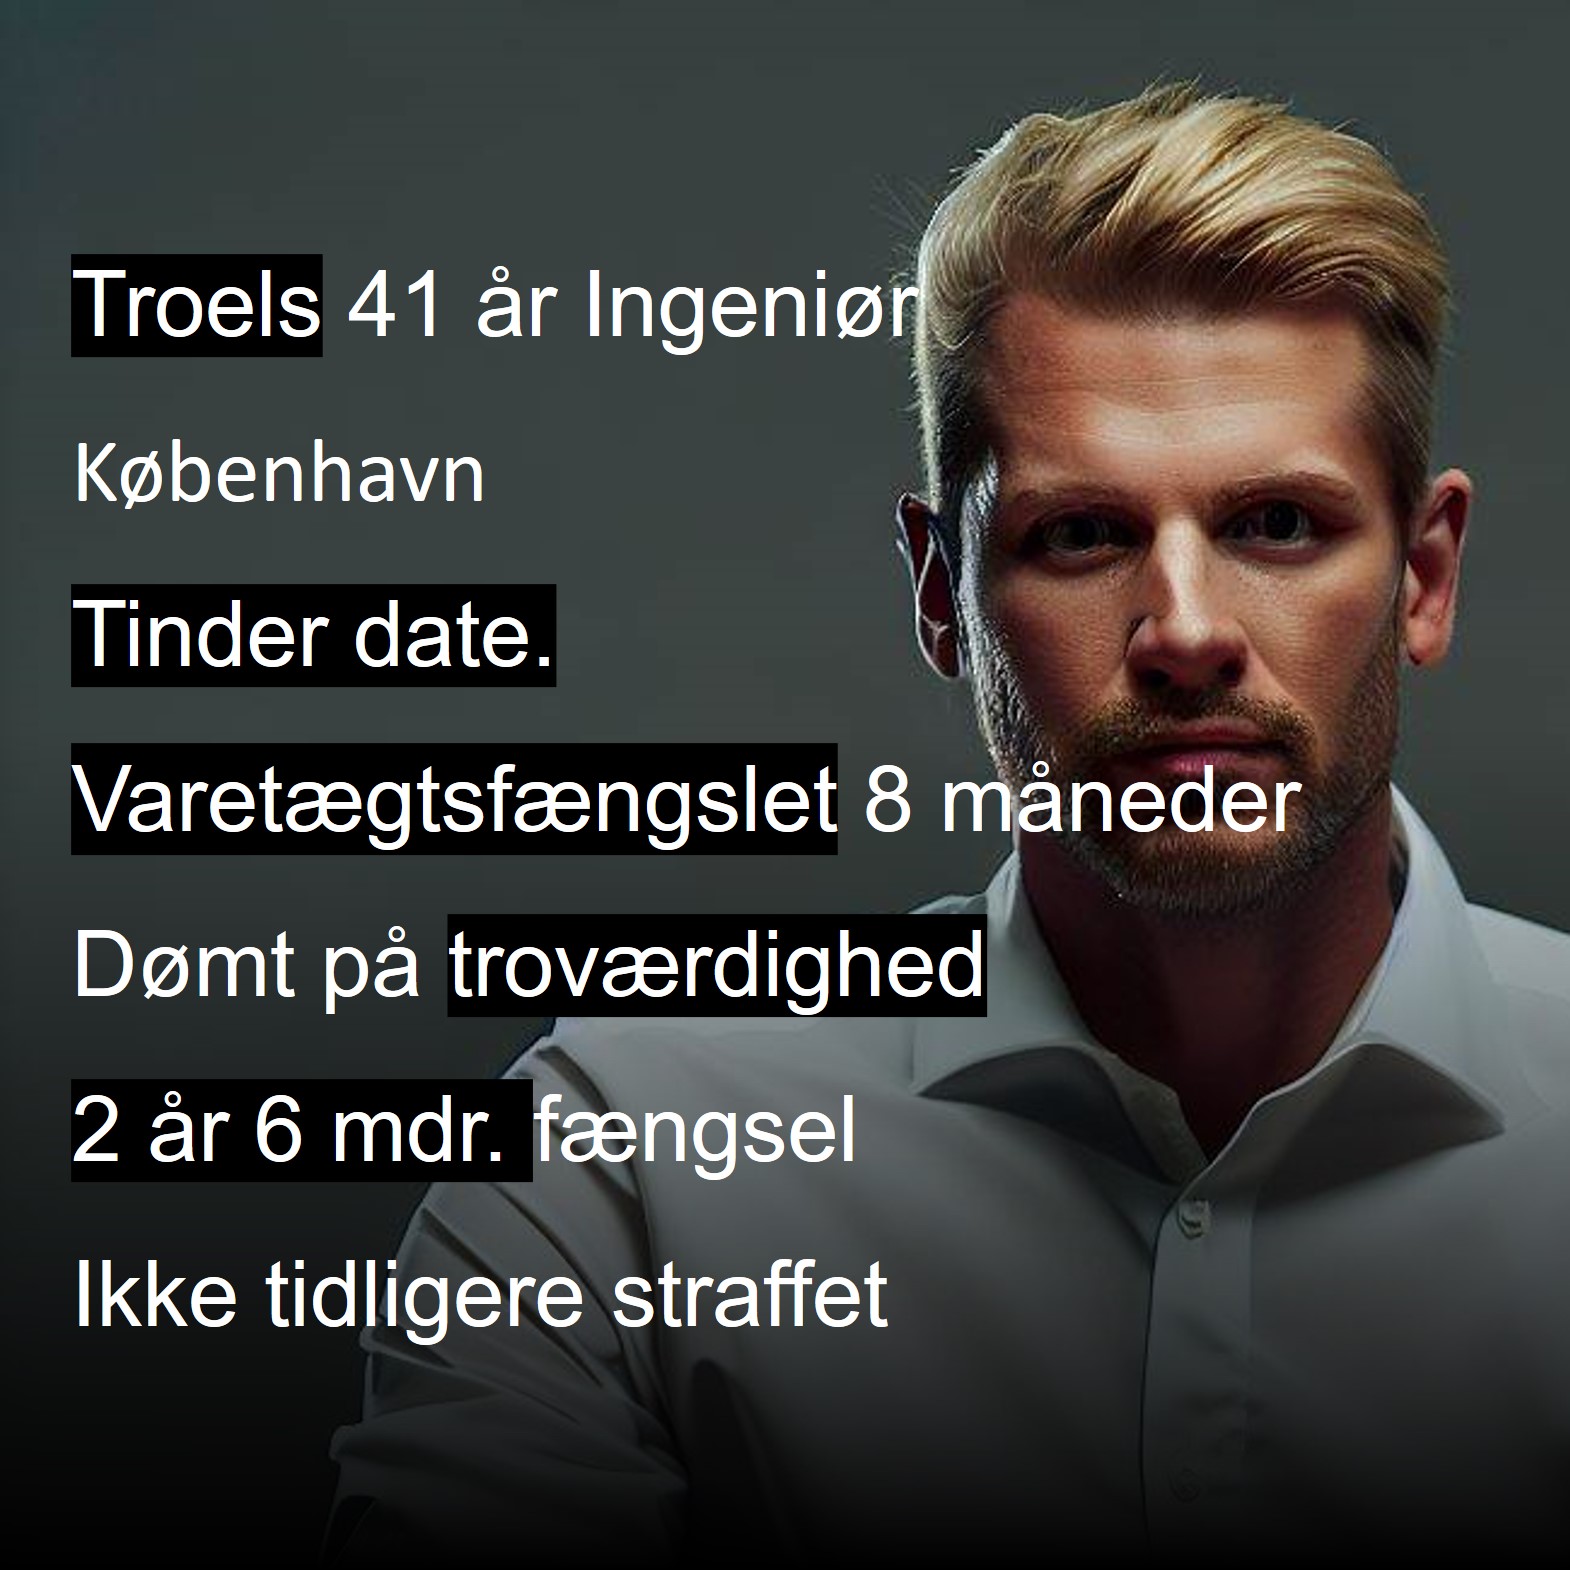 Troels 41 år Ingeniør
København
Tinder date.
Varetægtsfængslet 8 måneder
Dømt på troværdighed
2 år 6 mdr. fængsel
Ikke tidligere straffet